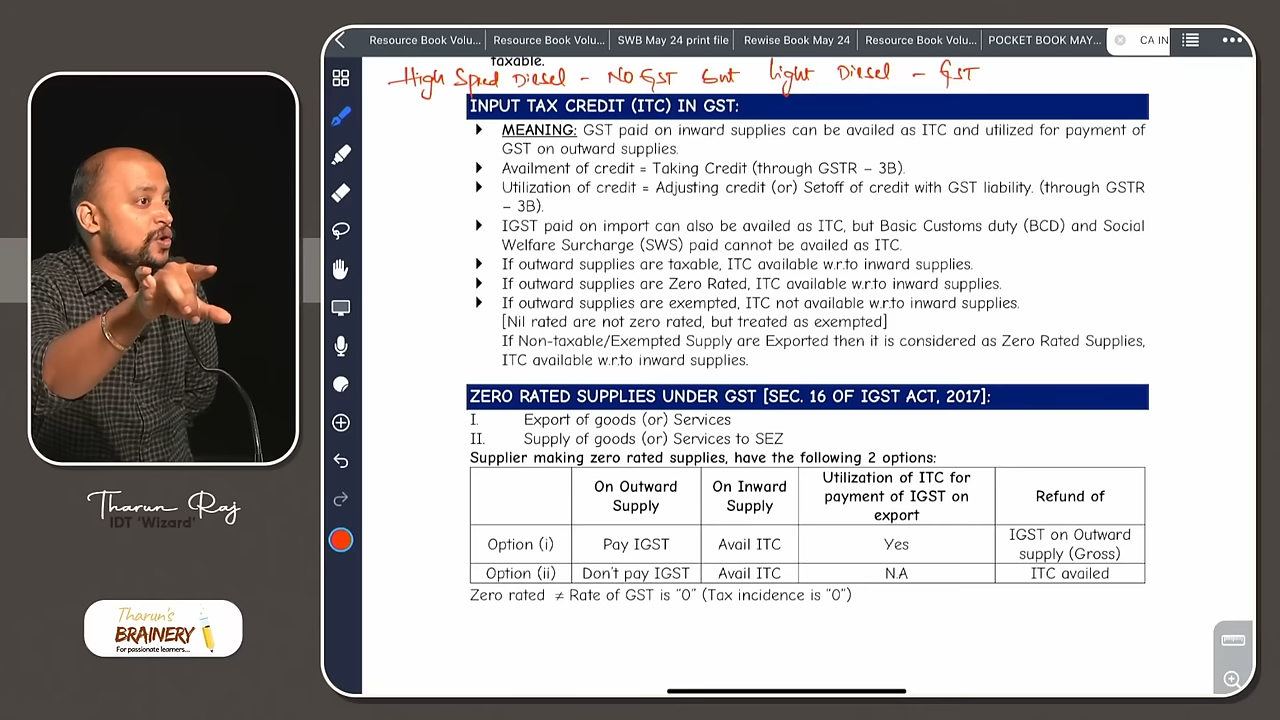 Resource Book Volu...
Resource Book Volu...
SWB May 24 print file
Rewise Book May 24
Resource Book Volu...
POCKET BOOK MAY...
CA IN
taxable.
High Speed Diesel - NO GST but light Diesel - GST
INPUT TAX CREDIT (ITC) IN GST:
MEANING: GST paid on inward supplies can be availed as ITC and utilized for payment of
GST on outward supplies.
Availment of credit = Taking Credit (through GSTR – 3B).
Utilization of credit = Adjusting credit (or) Setoff of credit with GST liability. (through GSTR
– 3B).
IGST paid on import can also be availed as ITC, but Basic Customs duty (BCD) and Social
Welfare Surcharge (SWS) paid cannot be availed as ITC.
If outward supplies are taxable, ITC available w.r.to inward supplies.
If outward supplies are Zero Rated, ITC available w.r.to inward supplies.
If outward supplies are exempted, ITC not available w.r.to inward supplies.
[Nil rated are not zero rated, but treated as exempted]
If Non-taxable/Exempted Supply are Exported then it is considered as Zero Rated Supplies,
ITC available w.r.to inward supplies.
ZERO RATED SUPPLIES UNDER GST [SEC. 16 OF IGST ACT, 2017]:
I. Export of goods (or) Services
II. Supply of goods (or) Services to SEZ
Supplier making zero rated supplies, have the following 2 options:
On Outward
Supply
On Inward
Supply
Utilization of ITC for
payment of IGST on
export
Refund of
Option (i) Pay IGST Avail ITC Yes
IGST on Outward
supply (Gross)
Option (ii) Don't pay IGST Avail ITC N.A ITC availed
Zero rated ≠ Rate of GST is "0" (Tax incidence is "0")
Tharun Raj
IDT 'Wizard'
Tharun's
BRAINERY
For passionate learners...